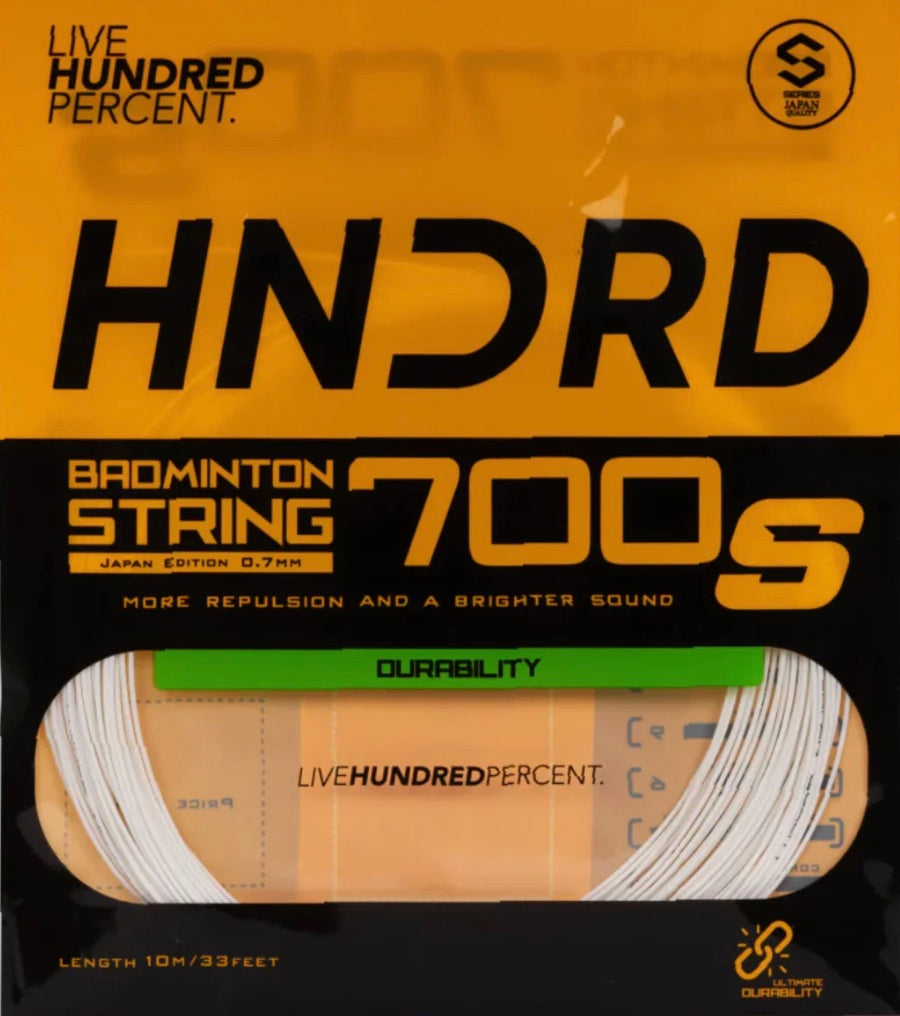 LIVE
HUNDRED
PERCENT.
S
SERIES
JAPAN
QUALITY
HNDRD
BADMINTON
STRING
JAPAN EDITION 0.7MM
700S
MORE REPULSION AND A BRIGHTER SOUND
DURABILITY
LIVEHUNDREDPERCENT.
PRICE
LENGTH 10M/33FEET
ULTIMATE
DURABILITY